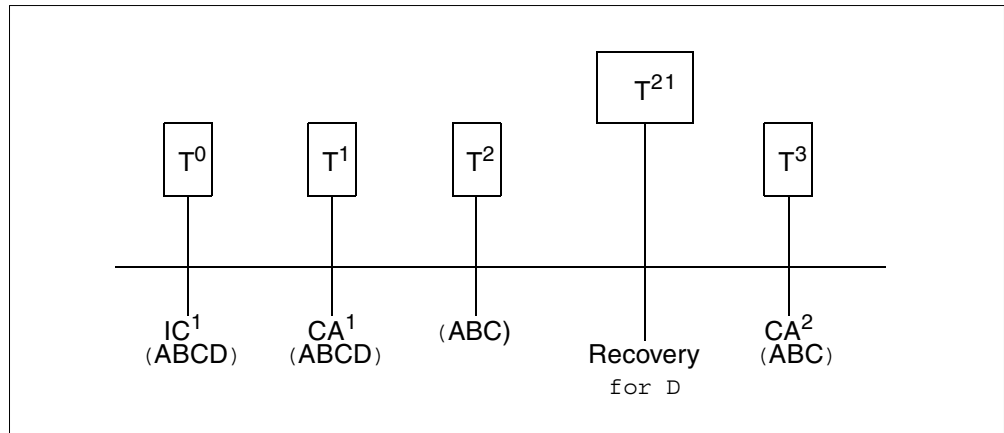 T²¹
T⁰ T¹ T² T³
IC¹ CA¹ (ABC) CA²
(ABCD) (ABCD) (ABC)
Recovery
for D